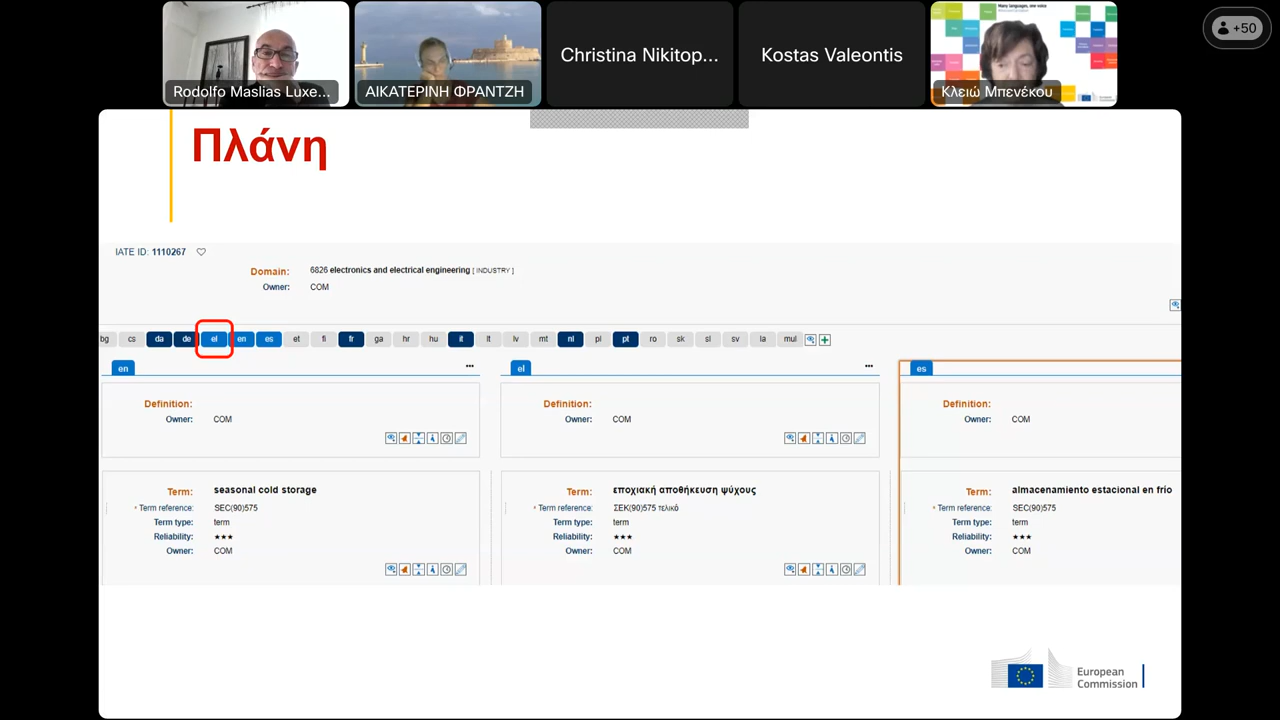 Rodolfo Maslias Luxe...
ΑΙΚΑΤΕΡΙΝΗ ΦΡΑΝΤΖΗ
Christina Nikitop...
Kostas Valeontis
Many languages, one voice
Κλειώ Μπενέκου
+50
Πλάνη
IATE ID: 1110267
Domain: 6826 electronics and electrical engineering [ INDUSTRY ]
Owner: COM
bg cs da de el en es et fi fr ga hr hu it lt lv mt nl pl pt ro sk sl sv la mul
en
Definition:
Owner: COM
Term: seasonal cold storage
Term reference: SEC(90)575
Term type: term
Reliability: ★★★
Owner: COM
el
Definition:
Owner: COM
Term: εποχιακή αποθήκευση ψύχους
Term reference: ΣΕΚ(90)575 τελικό
Term type: term
Reliability: ★★★
Owner: COM
es
Definition:
Owner: COM
Term: almacenamiento estacional en frío
Term reference: SEC(90)575
Term type: term
Reliability: ★★★
Owner: COM
European
Commission